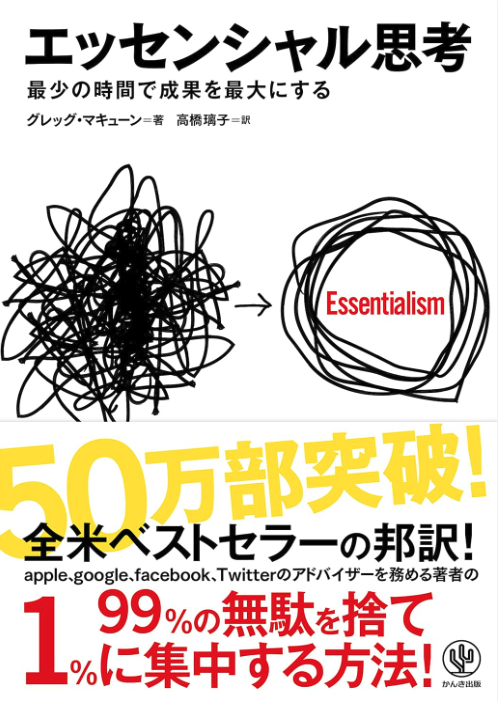 エッセンシャル思考
最少の時間で成果を最大にする
グレッグ・マキューン＝著　高橋璃子＝訳
Essentialism
50万部突破!
全米ベストセラーの邦訳!
apple、google、facebook、Twitterのアドバイザーを務める著者の
99%の無駄を捨て
1%に集中する方法!
かんき出版